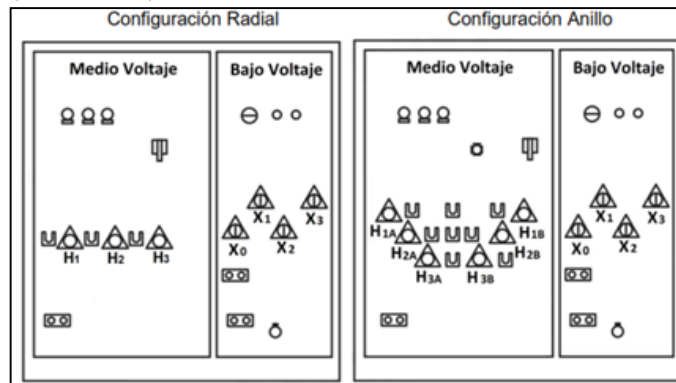 Configuración Radial
Configuración Anillo
Medio Voltaje
Bajo Voltaje
X1
X3
X0
X2
H1
H2
H3
Medio Voltaje
Bajo Voltaje
H1A
H1B
H2A
H2B
H3A
H3B
X1
X3
X0
X2